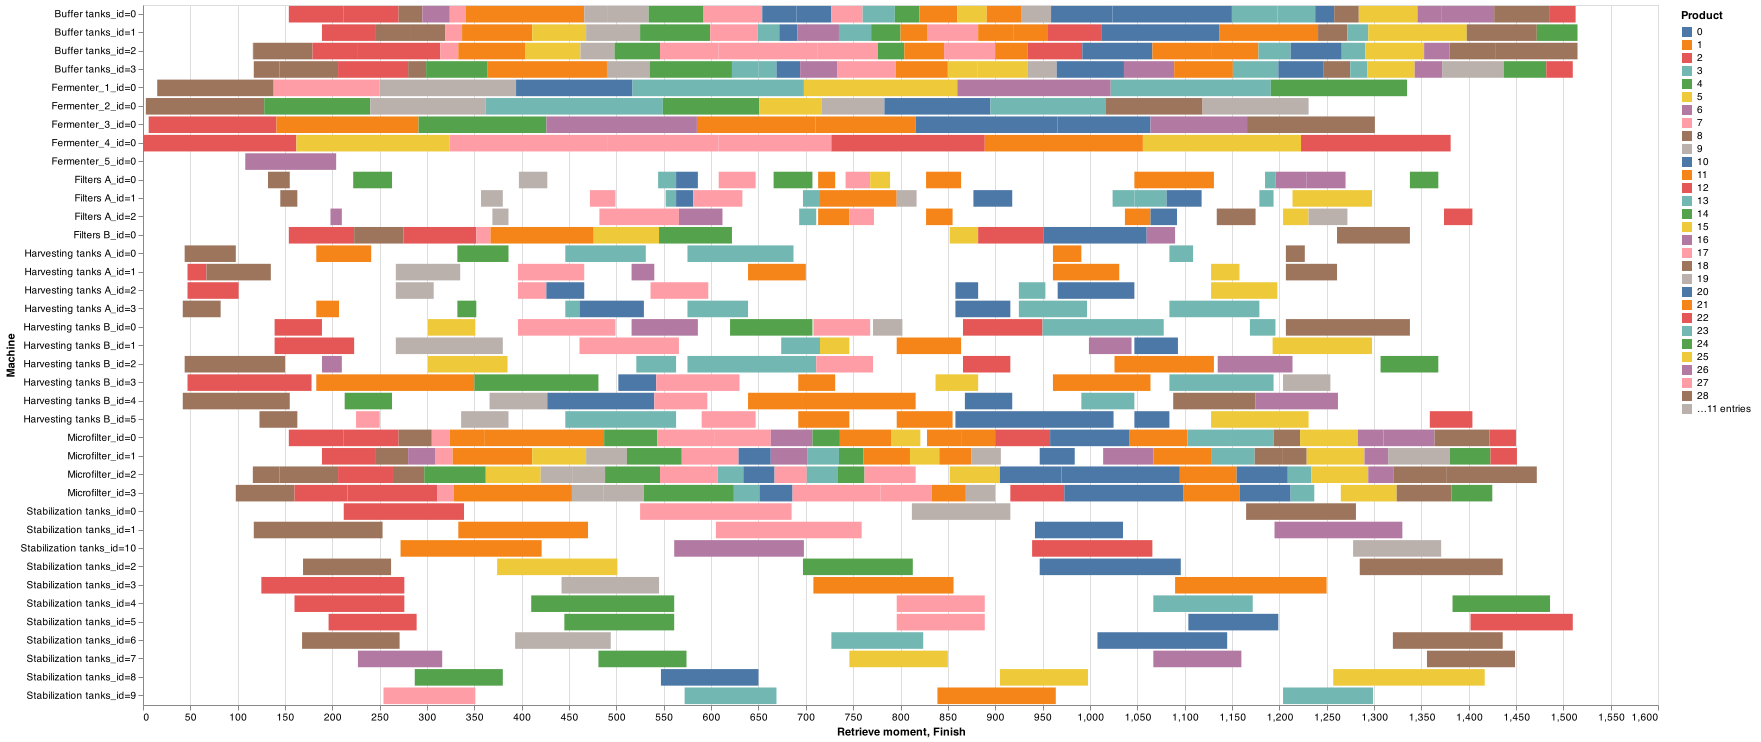 Product
Buffer tanks_id=0
Buffer tanks_id=1
Buffer tanks_id=2
Buffer tanks_id=3
Fermenter_1_id=0
Fermenter_2_id=0
Fermenter_3_id=0
Fermenter_4_id=0
Fermenter_5_id=0
Filters A_id=0
Filters A_id=1
Filters A_id=2
Filters B_id=0
Harvesting tanks A_id=0
Harvesting tanks A_id=1
Harvesting tanks A_id=2
Harvesting tanks A_id=3
Harvesting tanks B_id=0
Harvesting tanks B_id=1
Harvesting tanks B_id=2
Harvesting tanks B_id=3
Harvesting tanks B_id=4
Harvesting tanks B_id=5
Microfilter_id=0
Microfilter_id=1
Microfilter_id=2
Microfilter_id=3
Stabilization tanks_id=0
Stabilization tanks_id=1
Stabilization tanks_id=10
Stabilization tanks_id=2
Stabilization tanks_id=3
Stabilization tanks_id=4
Stabilization tanks_id=5
Stabilization tanks_id=6
Stabilization tanks_id=7
Stabilization tanks_id=8
Stabilization tanks_id=9
Machine
0 50 100 150 200 250 300 350 400 450 500 550 600 650 700 750 800 850 900 950 1,000 1,050 1,100 1,150 1,200 1,250 1,300 1,350 1,400 1,450 1,500 1,550 1,600
Retrieve moment, Finish
0
1
2
3
4
5
6
7
8
9
10
11
12
13
14
15
16
17
18
19
20
21
22
23
24
25
26
27
28
…11 entries